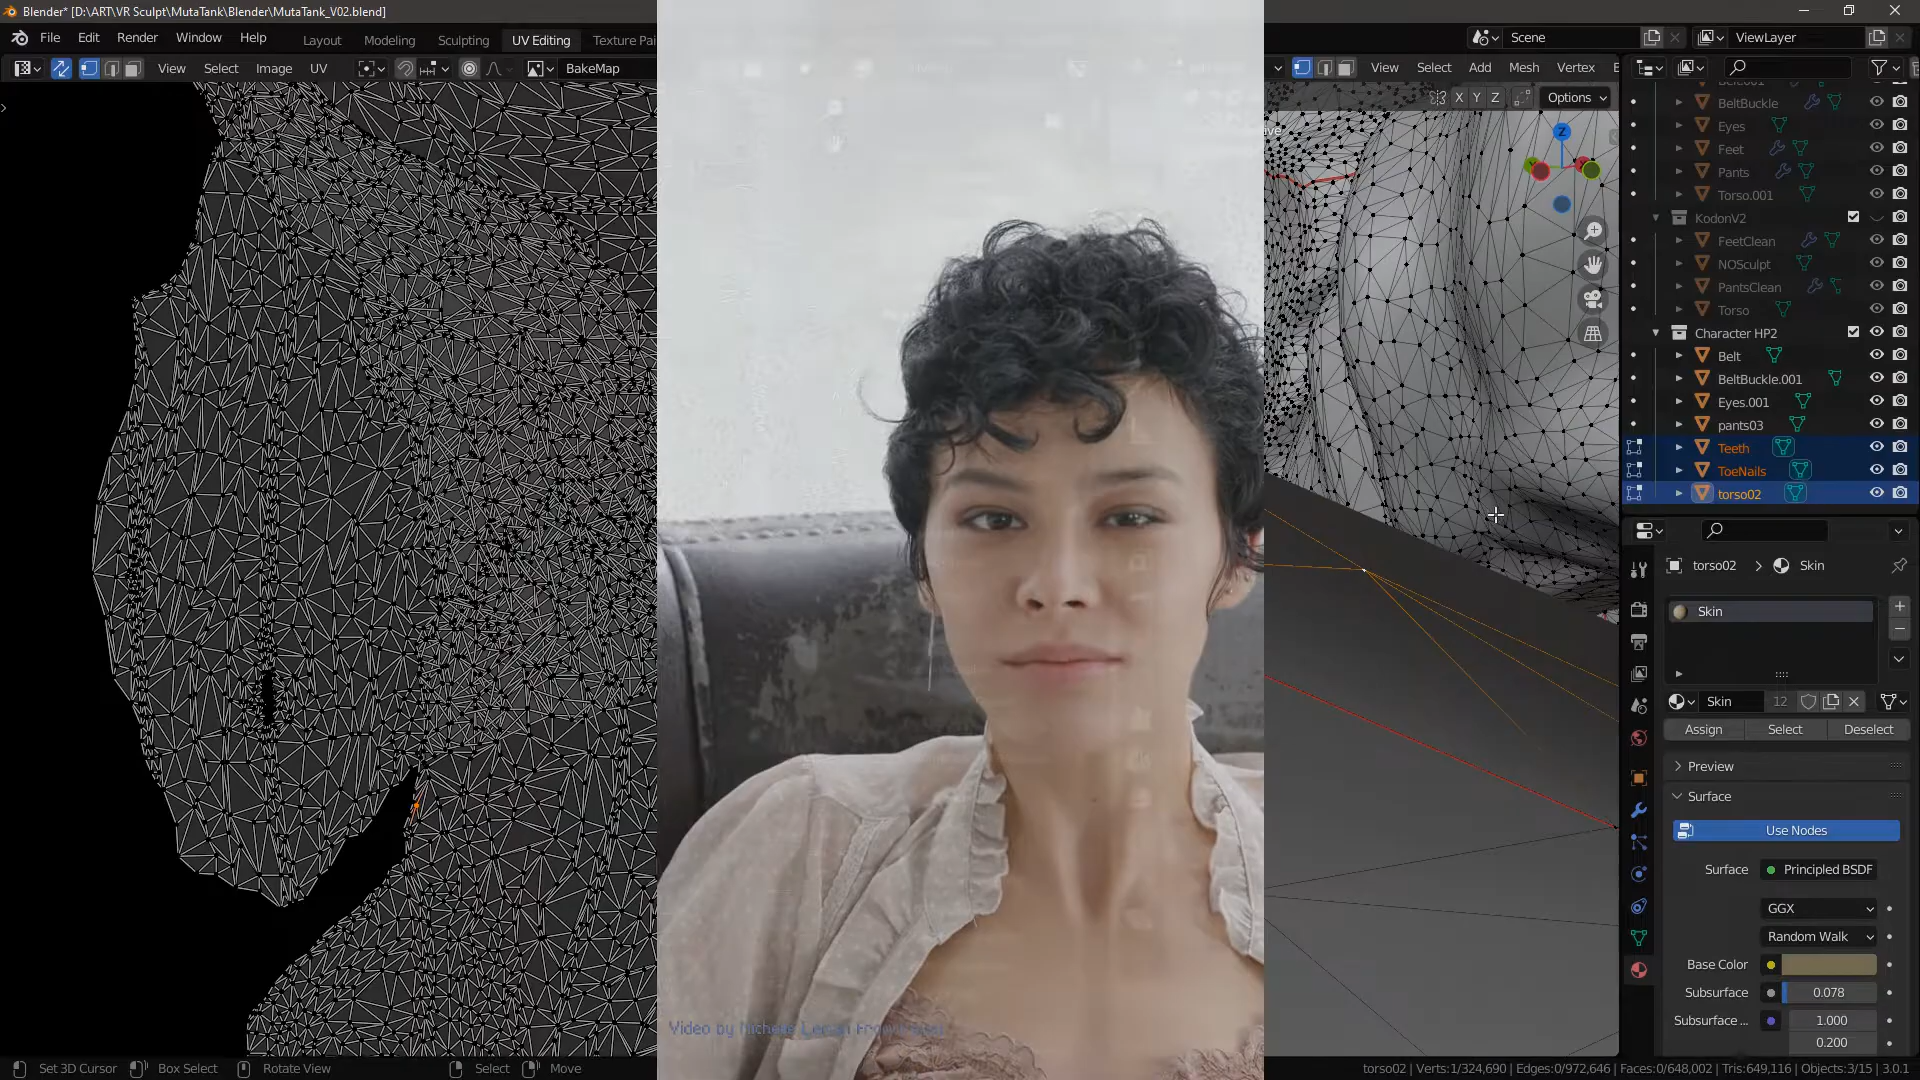 Blender* [D:\ART\VR Sculpt\MutaTank\Blender\MutaTank_V02.blend]
File Edit Render Window Help Layout Modeling Sculpting UV Editing Texture Pai
Scene ViewLayer
View Select Image UV BakeMap
View Select Add Mesh Vertex
X Y Z Options
Z
BeltBuckle
Eyes
Feet
Pants
Torso.001
KodonV2
FeetClean
NOSculpt
PantsClean
Torso
Character HP2
Belt
BeltBuckle.001
Eyes.001
pants03
Teeth
ToeNails
torso02
torso02 > Skin
Skin
Skin 12
Assign Select Deselect
Preview
Surface
Use Nodes
Surface Principled BSDF
GGX
Random Walk
Base Color
Subsurface 0.078
Subsurface ... 1.000
0.200
Video by
Set 3D Cursor Box Select Rotate View Select Move
torso02 | Verts:1/324,690 | Edges:0/972,646 | Faces:0/648,002 | Tris:649,116 | Objects:3/15 | 3.0.1